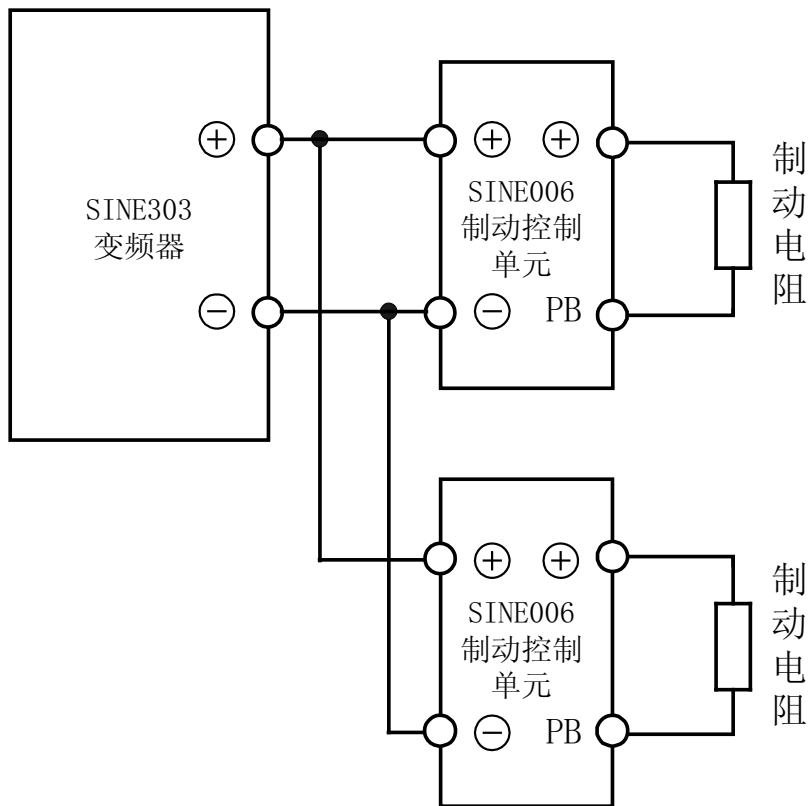 ⊕
SINE303
变频器
⊖
⊕ ⊕
SINE006
制动控制
单元
⊖ PB
制动电阻
⊕ ⊕
SINE006
制动控制
单元
⊖ PB
制动电阻